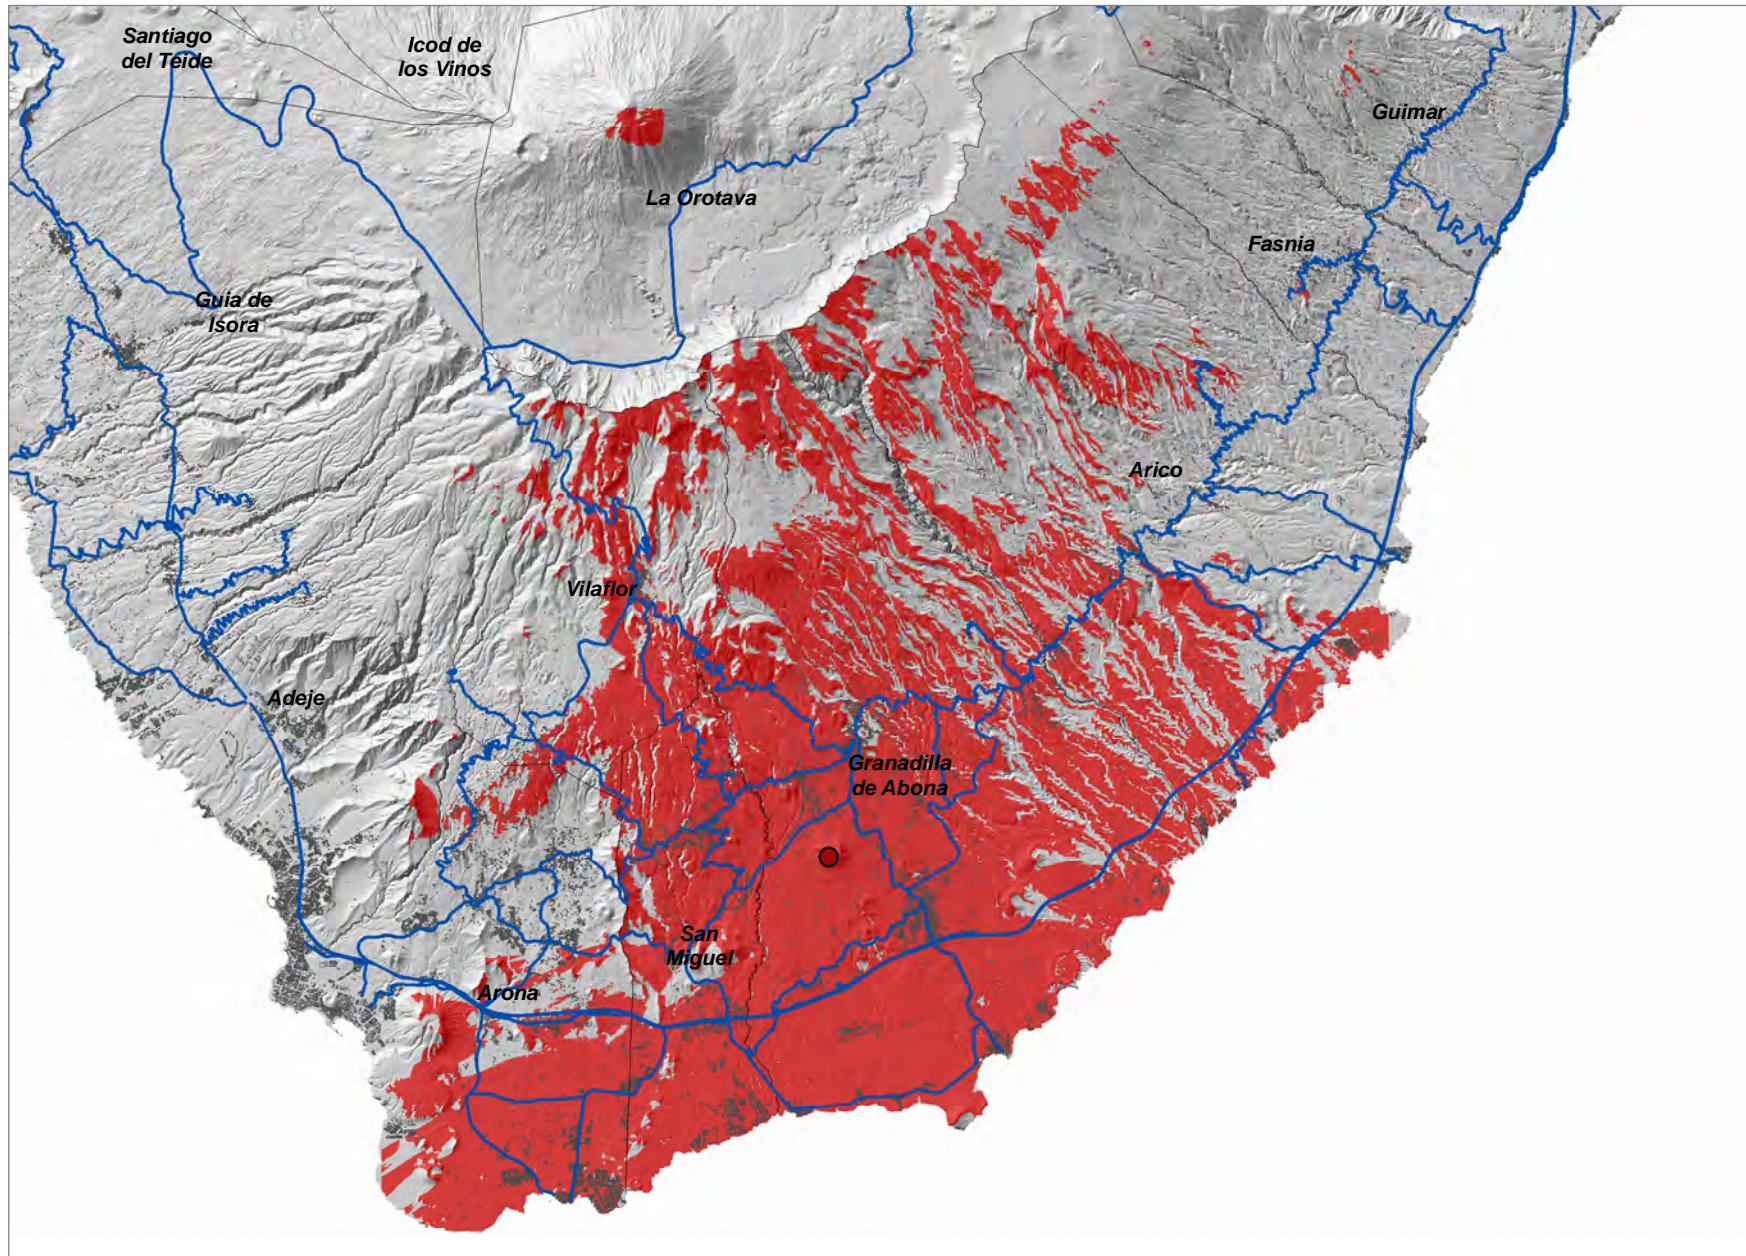 Santiago
del Teide
Icod de
los Vinos
Guimar
La Orotava
Fasnia
Guia de
Isora
Arico
Vilaflor
Adeje
Granadilla
de Abona
San
Miguel
Arona